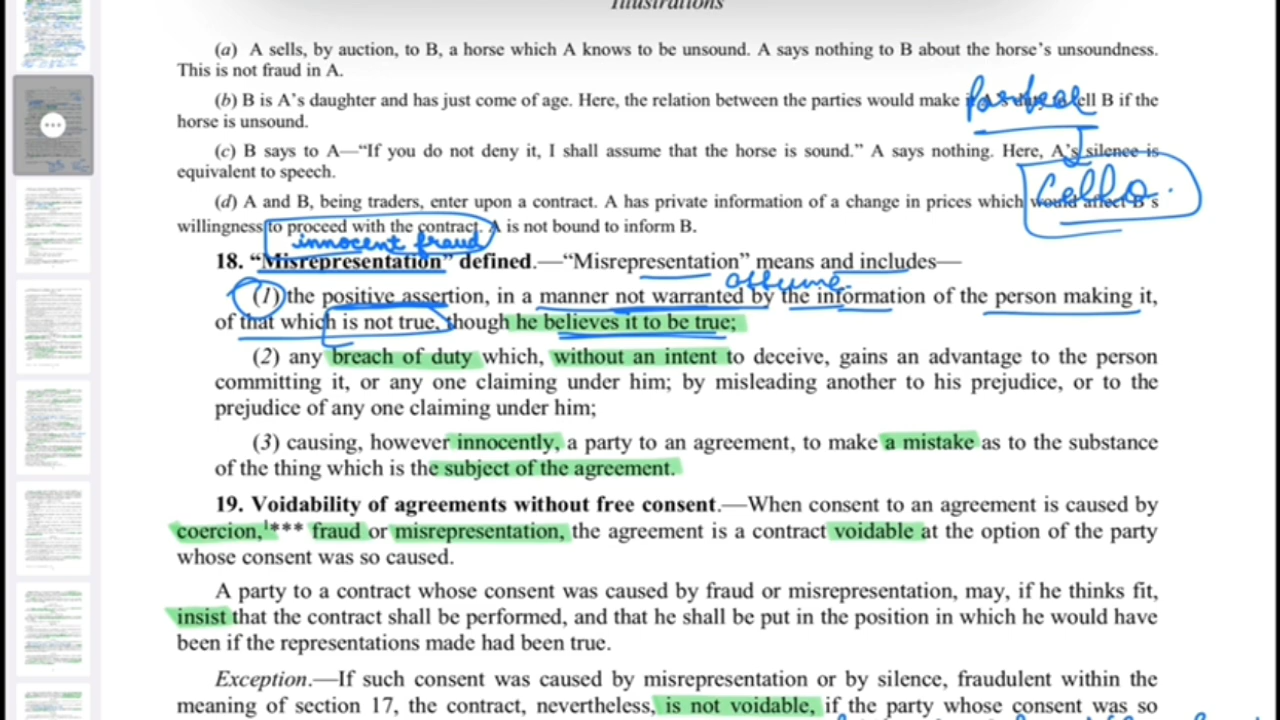 Illustrations
(a) A sells, by auction, to B, a horse which A knows to be unsound. A says nothing to B about the horse's unsoundness.
This is not fraud in A.
(b) B is A's daughter and has just come of age. Here, the relation between the parties would make it A's duty to tell B if the
horse is unsound.
(c) B says to A—“If you do not deny it, I shall assume that the horse is sound.” A says nothing. Here, A's silence is
equivalent to speech.
Cello.
(d) A and B, being traders, enter upon a contract. A has private information of a change in prices which would affect B's
willingness to proceed with the contract. A is not bound to inform B.
innocent fraud
18. “Misrepresentation” defined.—“Misrepresentation” means and includes—
assume
(1) the positive assertion, in a manner not warranted by the information of the person making it,
of that which is not true, though he believes it to be true;
(2) any breach of duty which, without an intent to deceive, gains an advantage to the person
committing it, or any one claiming under him; by misleading another to his prejudice, or to the
prejudice of any one claiming under him;
(3) causing, however innocently, a party to an agreement, to make a mistake as to the substance
of the thing which is the subject of the agreement.
19. Voidability of agreements without free consent.—When consent to an agreement is caused by
coercion,1*** fraud or misrepresentation, the agreement is a contract voidable at the option of the party
whose consent was so caused.
A party to a contract whose consent was caused by fraud or misrepresentation, may, if he thinks fit,
insist that the contract shall be performed, and that he shall be put in the position in which he would have
been if the representations made had been true.
Exception.—If such consent was caused by misrepresentation or by silence, fraudulent within the
meaning of section 17, the contract, nevertheless, is not voidable, if the party whose consent was so